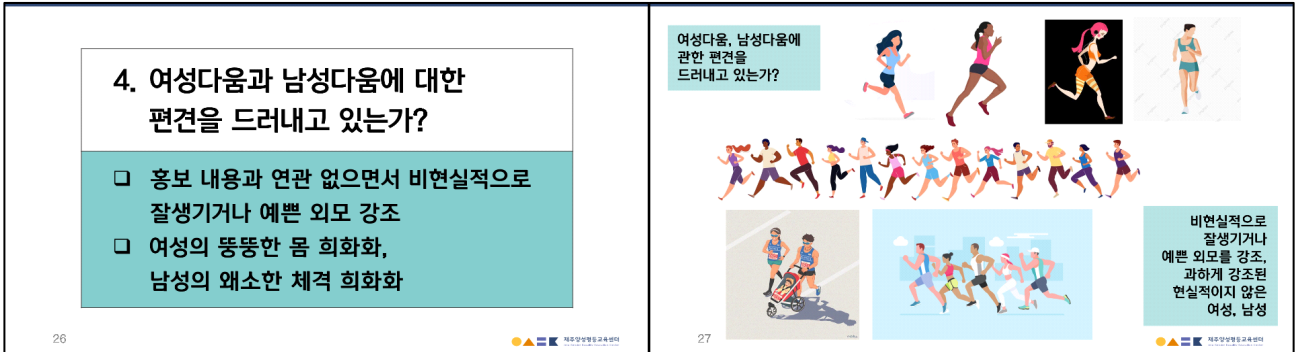 4. 여성다움과 남성다움에 대한
편견을 드러내고 있는가?
❑ 홍보 내용과 연관 없으면서 비현실적으로
잘생기거나 예쁜 외모 강조
❑ 여성의 뚱뚱한 몸 희화화,
남성의 왜소한 체격 희화화
26
제주양성평등교육센터
여성다움, 남성다움에
관한 편견을
드러내고 있는가?
비현실적으로
잘생기거나
예쁜 외모를 강조,
과하게 강조된
현실적이지 않은
여성, 남성
27
제주양성평등교육센터